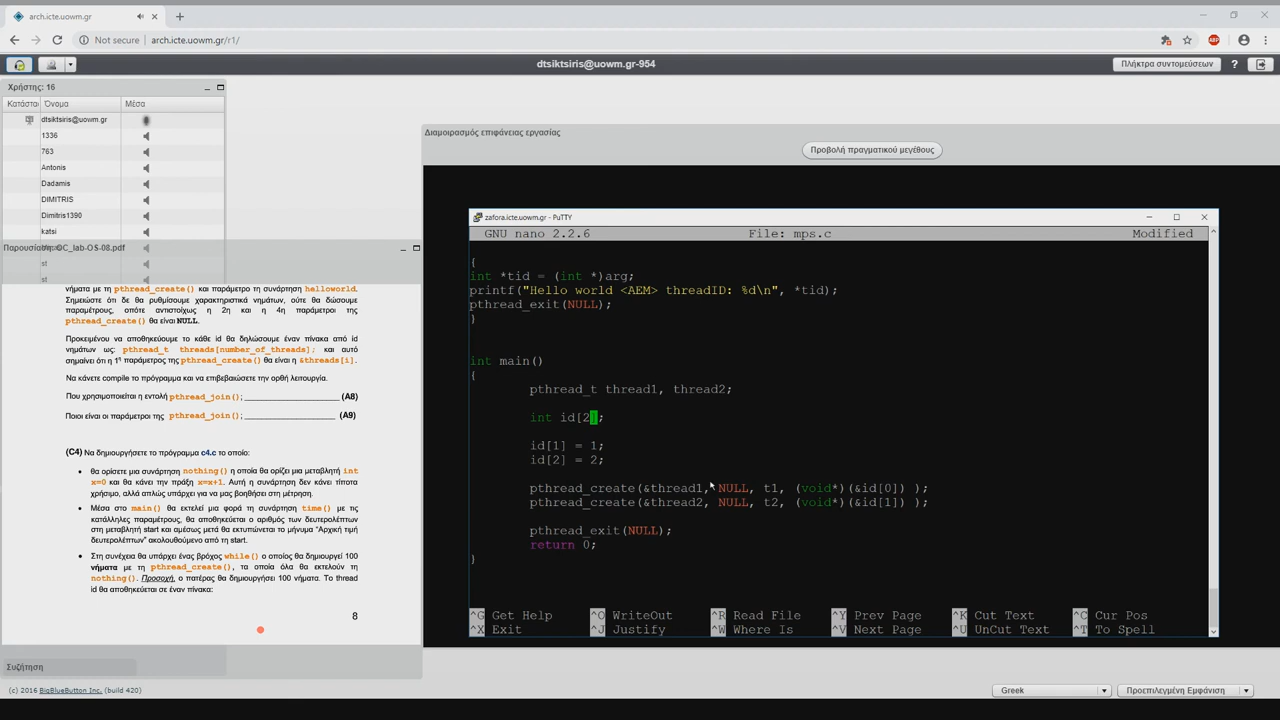 arch.icte.uowm.gr
Not secure
arch.icte.uowm.gr/r1/
ABP
dtsiktsiris@uowm.gr-954
Πλήκτρα συντομεύσεων
?
Χρήστης: 16
Κατάστα Όνομα Μέσα
dtsiktsiris@uowm.gr
1336
763
Antonis
Dadamis
DIMITRIS
Dimitris1390
katsi
st
st
Παρουσίαση: OC_lab-OS-08.pdf
νήματα με τη pthread_create() και παράμετρο τη συνάρτηση helloworld.
Σημειώστε ότι δε θα ρυθμίσουμε χαρακτηριστικά νημάτων, ούτε θα δώσουμε
παραμέτρους, οπότε αντιστοίχως η 2η και η 4η παράμετροι της
pthread_create() θα είναι NULL.
Προκειμένου να αποθηκεύουμε το κάθε id θα δηλώσουμε έναν πίνακα από id
νημάτων ως: pthread_t threads[number_of_threads]; και αυτό
σημαίνει ότι η 1η παράμετρος της pthread_create() θα είναι η &threads[i].
Να κάνετε compile το πρόγραμμα και να επιβεβαιώσετε την ορθή λειτουργία.
Που χρησιμοποιείται η εντολή pthread_join(); (A8)
Ποιοι είναι οι παράμετροι της pthread_join(); (A9)
(C4) Να δημιουργήσετε το πρόγραμμα c4.c το οποίο:
• θα ορίσετε μια συνάρτηση nothing() η οποία θα ορίζει μια μεταβλητή int
x=0 και θα κάνει την πράξη x=x+1. Αυτή η συνάρτηση δεν κάνει τίποτα
χρήσιμο, αλλά απλώς υπάρχει για να μας βοηθήσει στη μέτρηση.
• Μέσα στο main() θα εκτελεί μια φορά τη συνάρτηση time() με τις
κατάλληλες παραμέτρους, θα αποθηκεύεται ο αριθμός των δευτερολέπτων
στη μεταβλητή start και αμέσως μετά θα εκτυπώνεται το μήνυμα "Αρχική τιμή
δευτερολέπτων" ακολουθούμενο από τη start.
• Στη συνέχεια θα υπάρχει ένας βρόχος while() ο οποίος θα δημιουργεί 100
νήματα με τη pthread_create(), τα οποία όλα θα εκτελούν τη
nothing(). Προσοχή, ο πατέρας θα δημιουργήσει 100 νήματα. Το thread
id θα αποθηκεύεται σε έναν πίνακα:
8
Συζήτηση
Διαμοιρασμός επιφάνειας εργασίας
Προβολή πραγματικού μεγέθους
zafora.icte.uowm.gr - PuTTY
GNU nano 2.2.6 File: mps.c Modified
{
int *tid = (int *)arg;
printf("Hello world <AEM> threadID: %d\n", *tid);
pthread_exit(NULL);
}
int main()
{
pthread_t thread1, thread2;
int id[2];
id[1] = 1;
id[2] = 2;
pthread_create(&thread1, NULL, t1, (void*)(&id[0]) );
pthread_create(&thread2, NULL, t2, (void*)(&id[1]) );
pthread_exit(NULL);
return 0;
}
^G Get Help ^O WriteOut ^R Read File ^Y Prev Page ^K Cut Text ^C Cur Pos
^X Exit ^J Justify ^W Where Is ^V Next Page ^U UnCut Text ^T To Spell
(c) 2016 BigBlueButton Inc. (build 420)
Greek
Προεπιλεγμένη Εμφάνιση